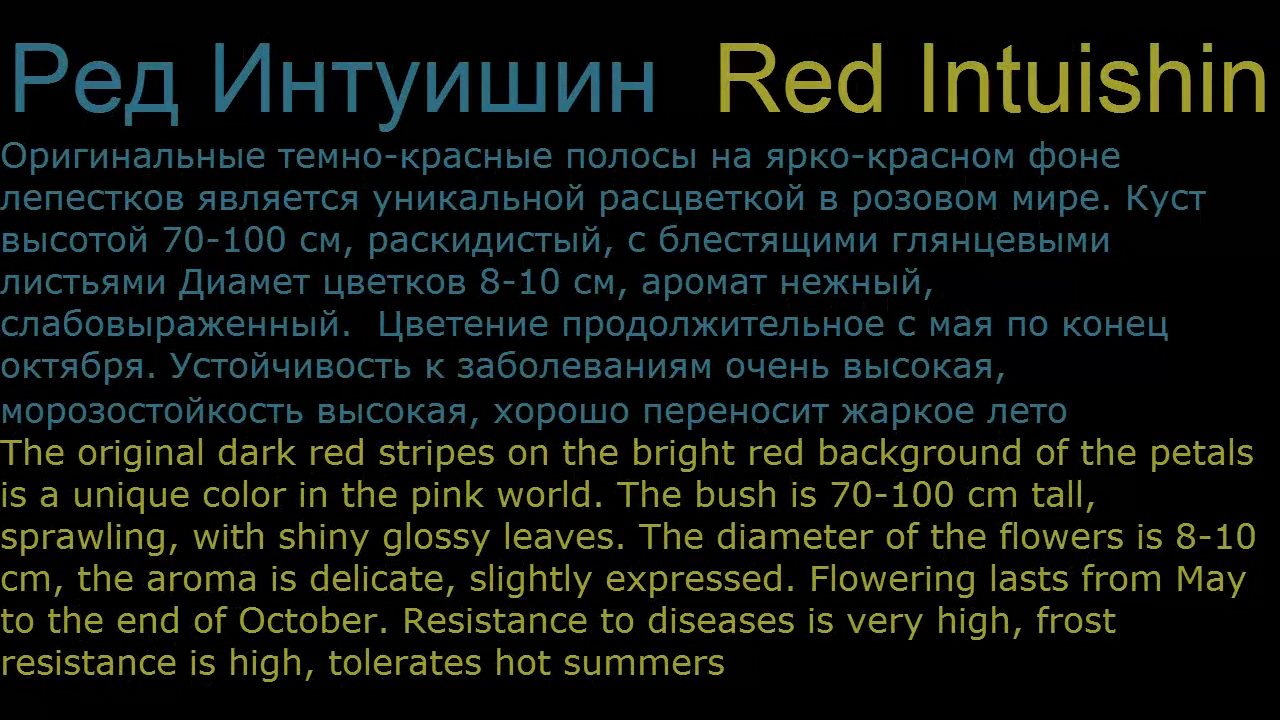 Ред Интуишин Red Intuishin
Оригинальные темно-красные полосы на ярко-красном фоне
лепестков является уникальной расцветкой в розовом мире. Куст
высотой 70-100 см, раскидистый, с блестящими глянцевыми
листьями Диамет цветков 8-10 см, аромат нежный,
слабовыраженный. Цветение продолжительное с мая по конец
октября. Устойчивость к заболеваниям очень высокая,
морозостойкость высокая, хорошо переносит жаркое лето
The original dark red stripes on the bright red background of the petals
is a unique color in the pink world. The bush is 70-100 cm tall,
sprawling, with shiny glossy leaves. The diameter of the flowers is 8-10
cm, the aroma is delicate, slightly expressed. Flowering lasts from May
to the end of October. Resistance to diseases is very high, frost
resistance is high, tolerates hot summers